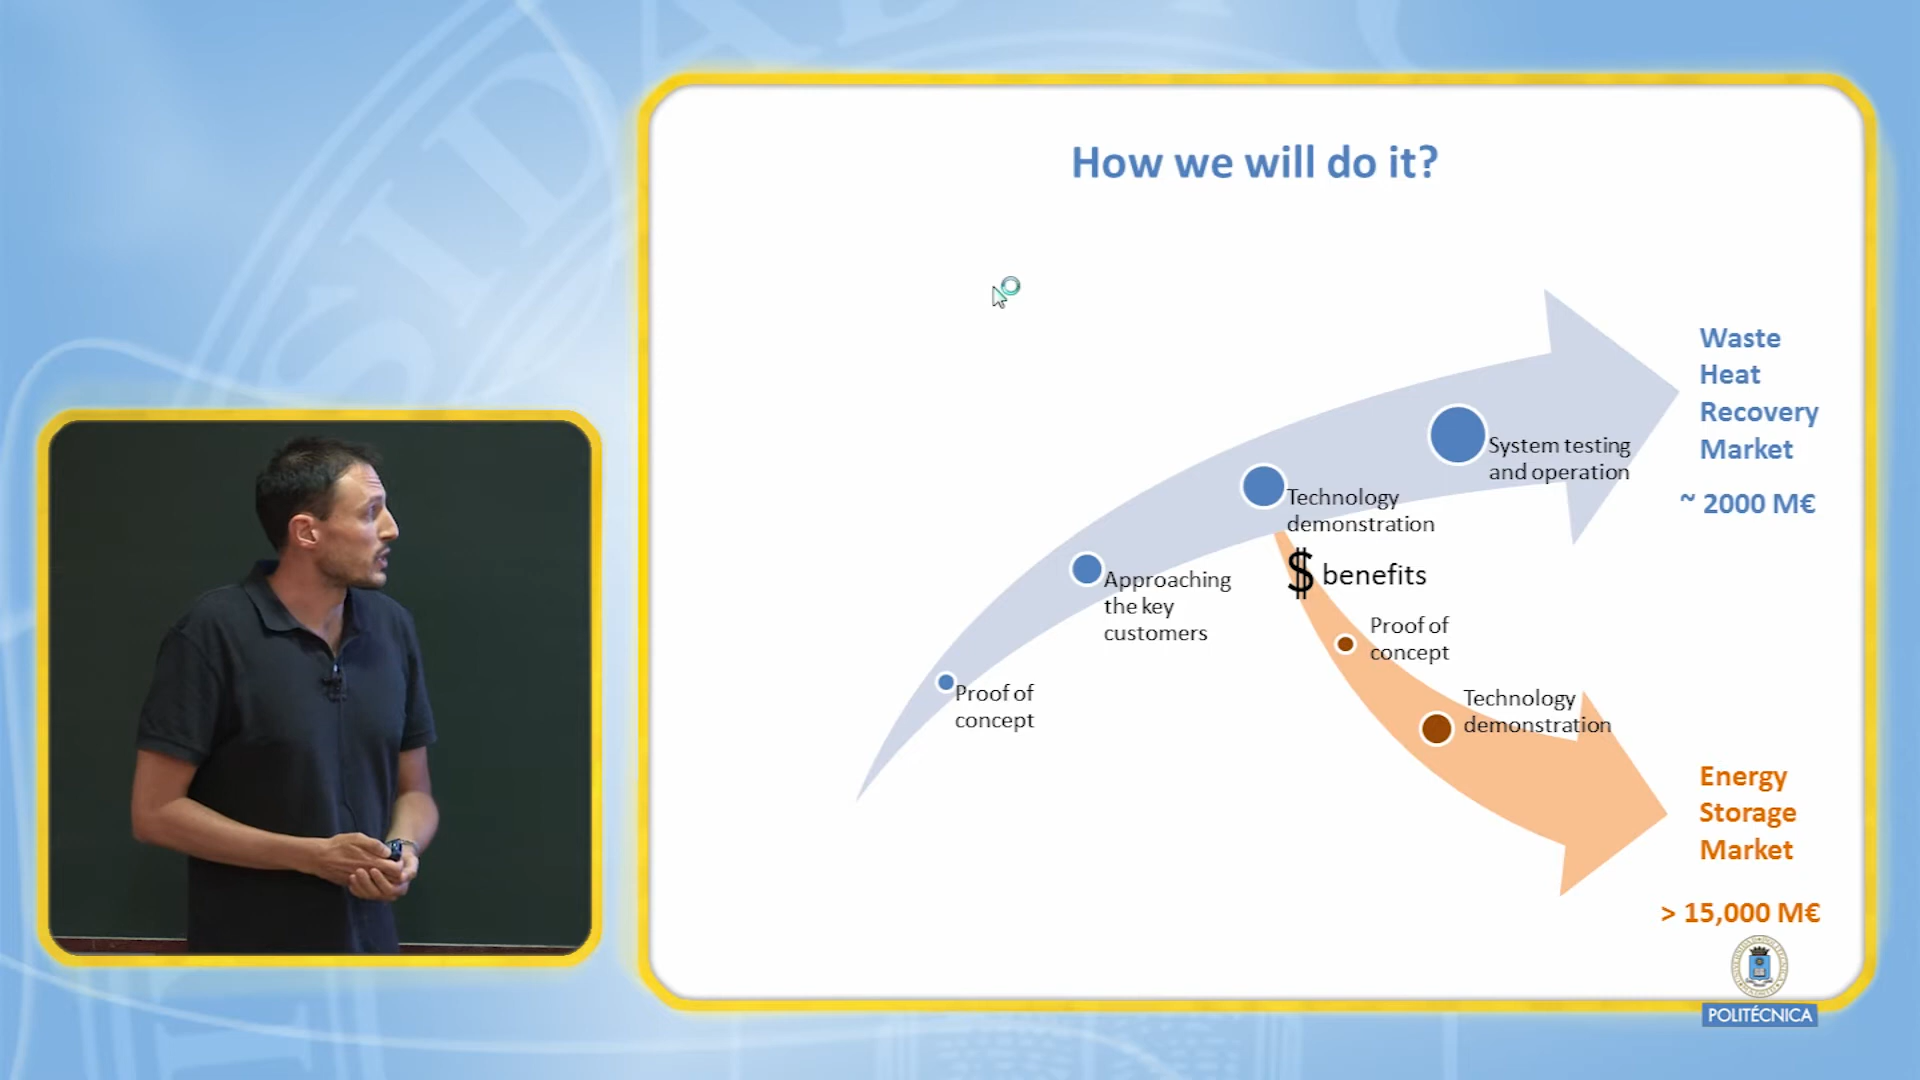 How we will do it?
Waste
Heat
Recovery
Market
~ 2000 M€
System testing
and operation
Technology
demonstration
$ benefits
Approaching
the key
customers
Proof of
concept
Proof of
concept
Technology
demonstration
Energy
Storage
Market
> 15,000 M€
POLITÉCNICA